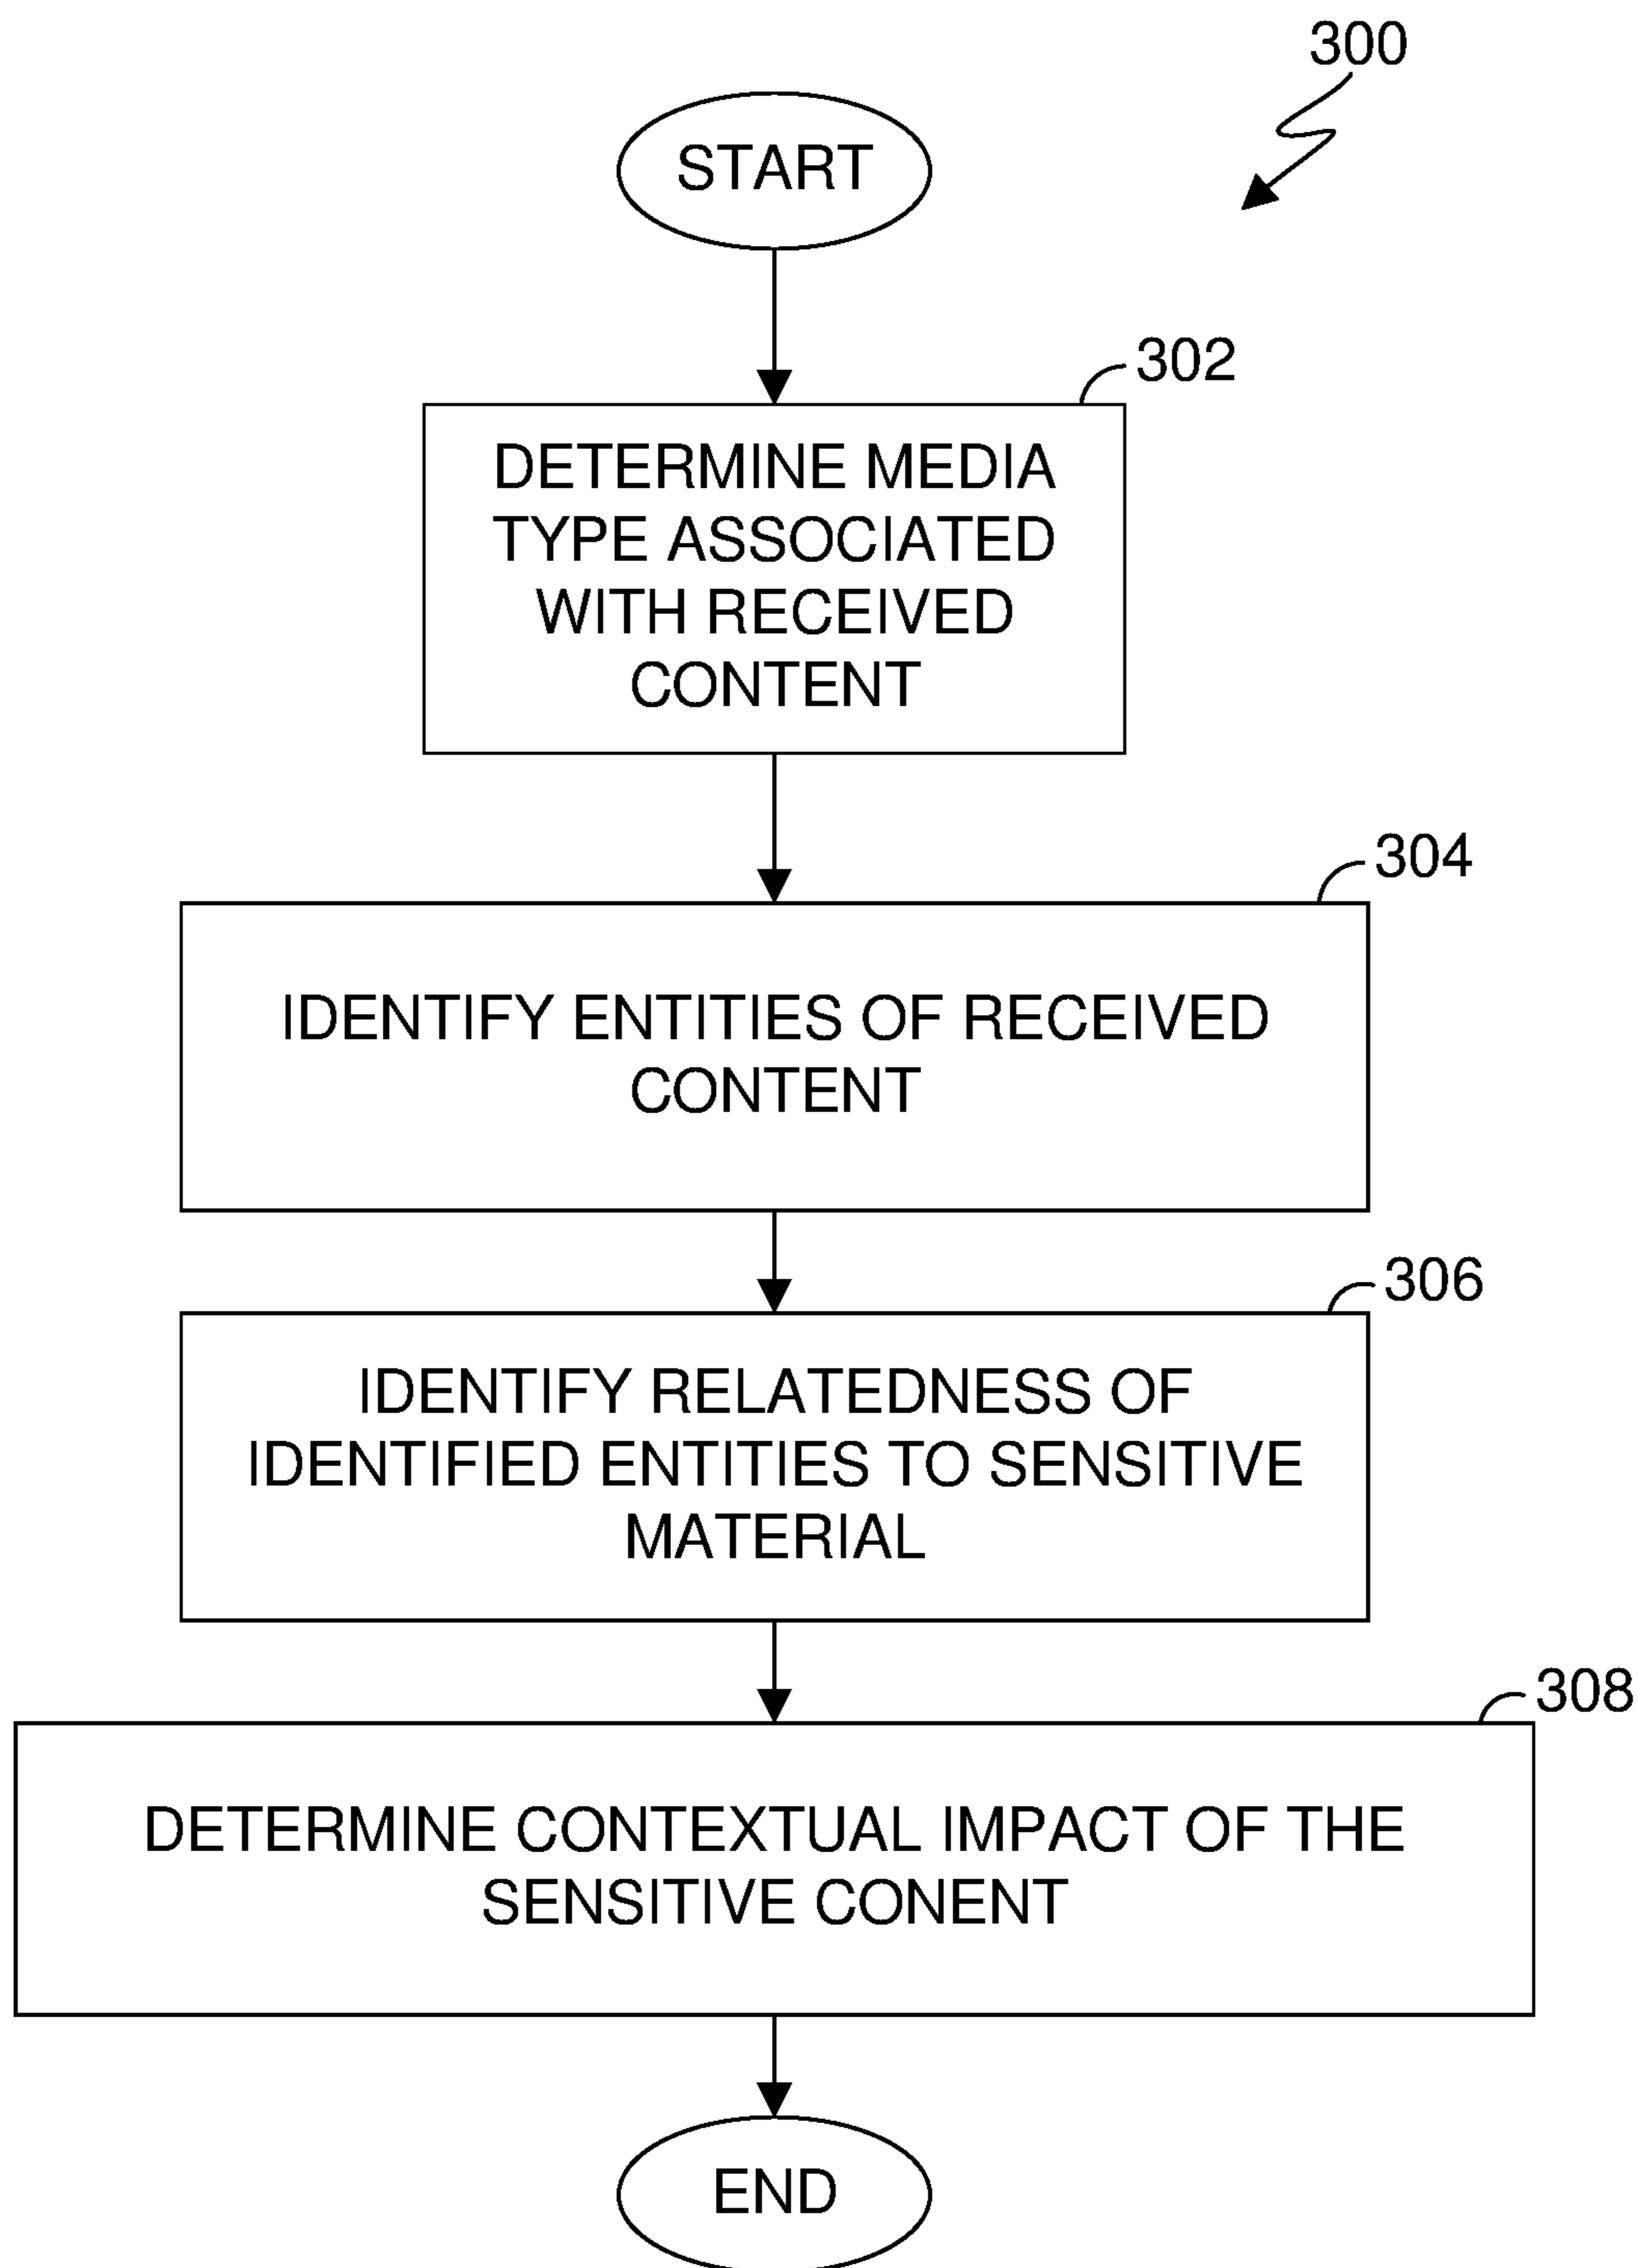 300
START
302
DETERMINE MEDIA
TYPE ASSOCIATED
WITH RECEIVED
CONTENT
304
IDENTIFY ENTITIES OF RECEIVED
CONTENT
306
IDENTIFY RELATEDNESS OF
IDENTIFIED ENTITIES TO SENSITIVE
MATERIAL
308
DETERMINE CONTEXTUAL IMPACT OF THE
SENSITIVE CONENT
END